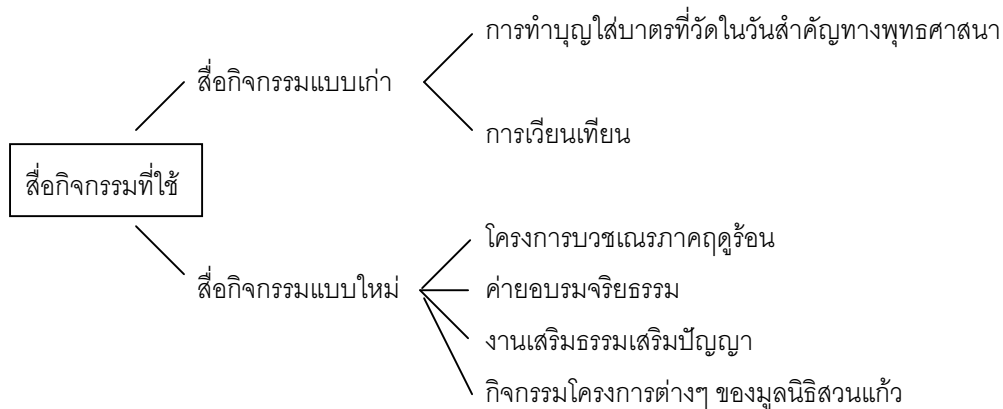 การทำบุญใส่บาตรที่วัดในวันสำคัญทางพุทธศาสนา
สื่อกิจกรรมแบบเก่า
การเวียนเทียน
สื่อกิจกรรมที่ใช้
โครงการบวชเณรภาคฤดูร้อน
สื่อกิจกรรมแบบใหม่
ค่ายอบรมจริยธรรม
งานเสริมธรรมเสริมปัญญา
กิจกรรมโครงการต่างๆ ของมูลนิธิสวนแก้ว